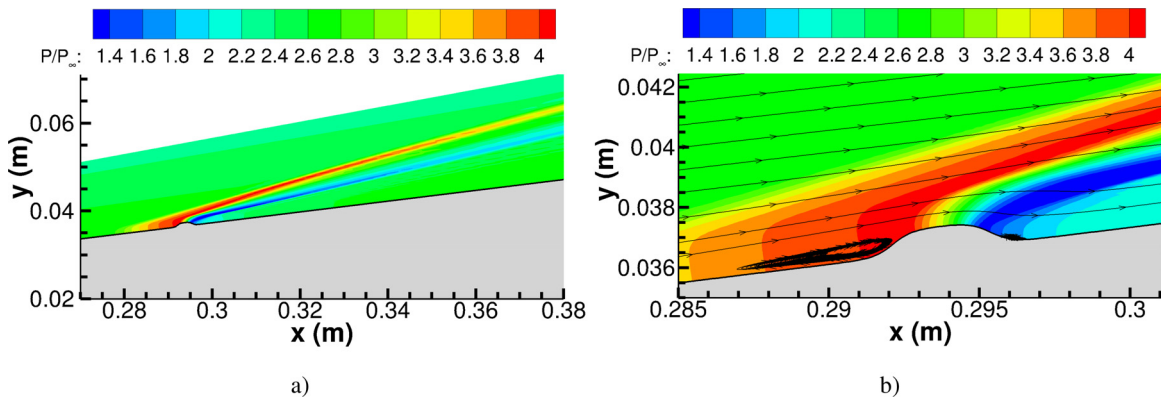 P/P∞: 1.4 1.6 1.8 2 2.2 2.4 2.6 2.8 3 3.2 3.4 3.6 3.8 4
y (m)
0.06
0.04
0.02
0.28 0.3 0.32 0.34 0.36 0.38
x (m)
a)
P/P∞: 1.4 1.6 1.8 2 2.2 2.4 2.6 2.8 3 3.2 3.4 3.6 3.8 4
y (m)
0.042
0.04
0.038
0.036
0.285 0.29 0.295 0.3
x (m)
b)